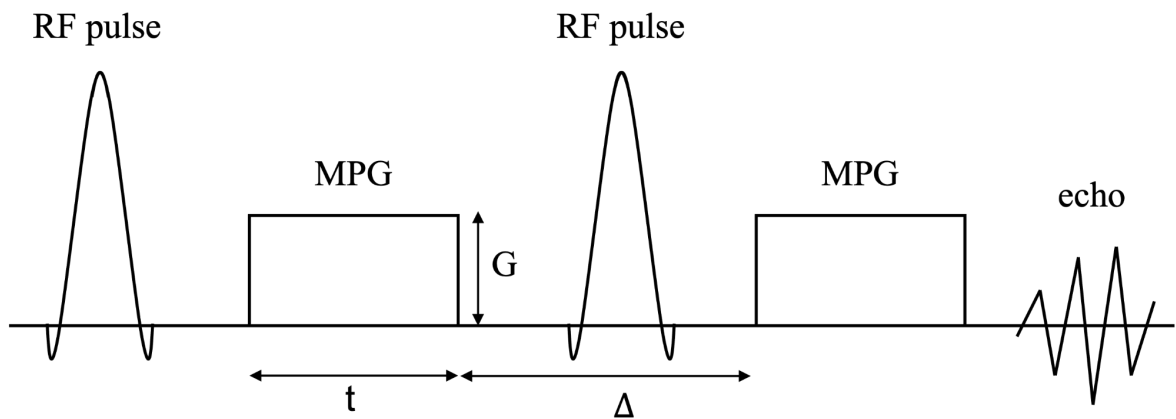 RF pulse
RF pulse
MPG
MPG
echo
G
t
Δ